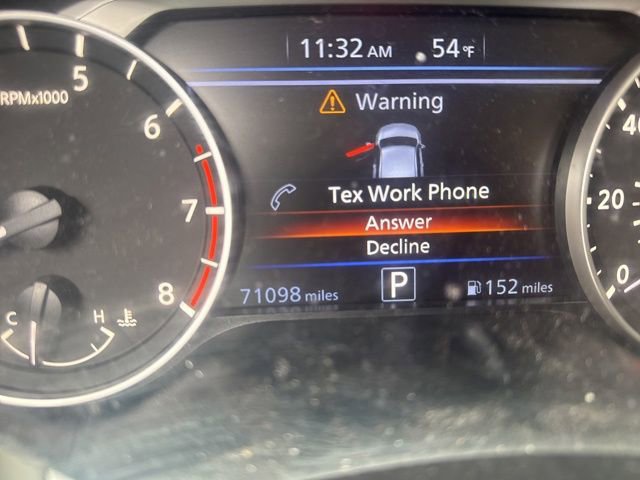 11:32 AM 54°F
5
RPMx1000
Warning
6
40
Tex Work Phone
7
20
Answer
Decline
8
71098 miles
P
152 miles
0
C H